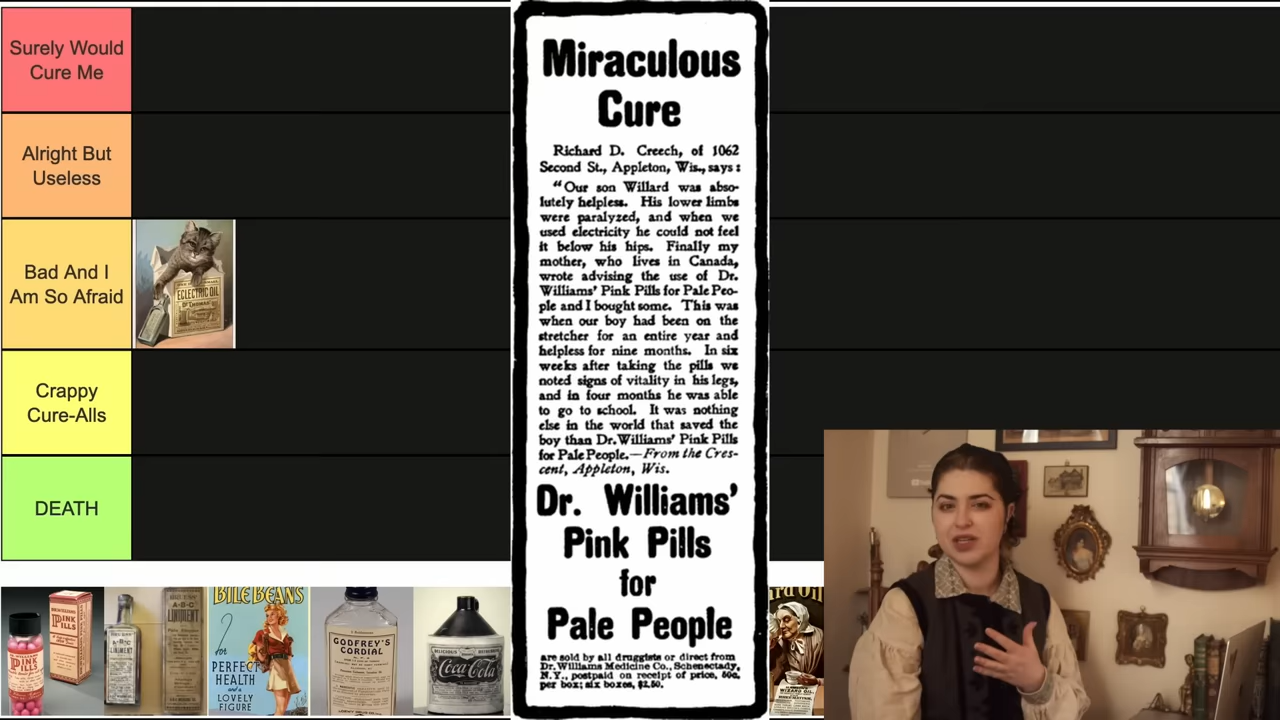 Surely Would
Cure Me
Alright But
Useless
Bad And I
Am So Afraid
ECLECTRIC OIL
Crappy
Cure-Alls
DEATH
Miraculous
Cure
Richard D. Creech, of 1062
Second St., Appleton, Wis., says:
"Our son Willard was abso-
lutely helpless. His lower limbs
were paralyzed, and when we
used electricity he could not feel
it below his hips. Finally my
mother, who lives in Canada,
wrote advising the use of Dr.
Williams' Pink Pills for Pale Peo-
ple and I bought some. This was
when our boy had been on the
stretcher for an entire year and
helpless for nine months. In six
weeks after taking the pills we
noted signs of vitality in his legs,
and in four months he was able
to go to school. It was nothing
else in the world that saved the
boy than Dr. Williams' Pink Pills
for Pale People.—From the Cres-
cent, Appleton, Wis.
Dr. Williams'
Pink Pills
for
Pale People
are sold by all druggists or direct from
Dr. Williams Medicine Co., Schenectady,
N.Y., postpaid on receipt of price, 50c.
per box; six boxes, $2.50.
PINK
PILLS
PINK
PILLS
A-B-C
LINIMENT
A-B-C
LINIMENT
BILE BEANS
for
PERFECT
HEALTH
and a
LOVELY
FIGURE
GODFREY'S
CORDIAL
Coca-Cola
WIZARD OIL